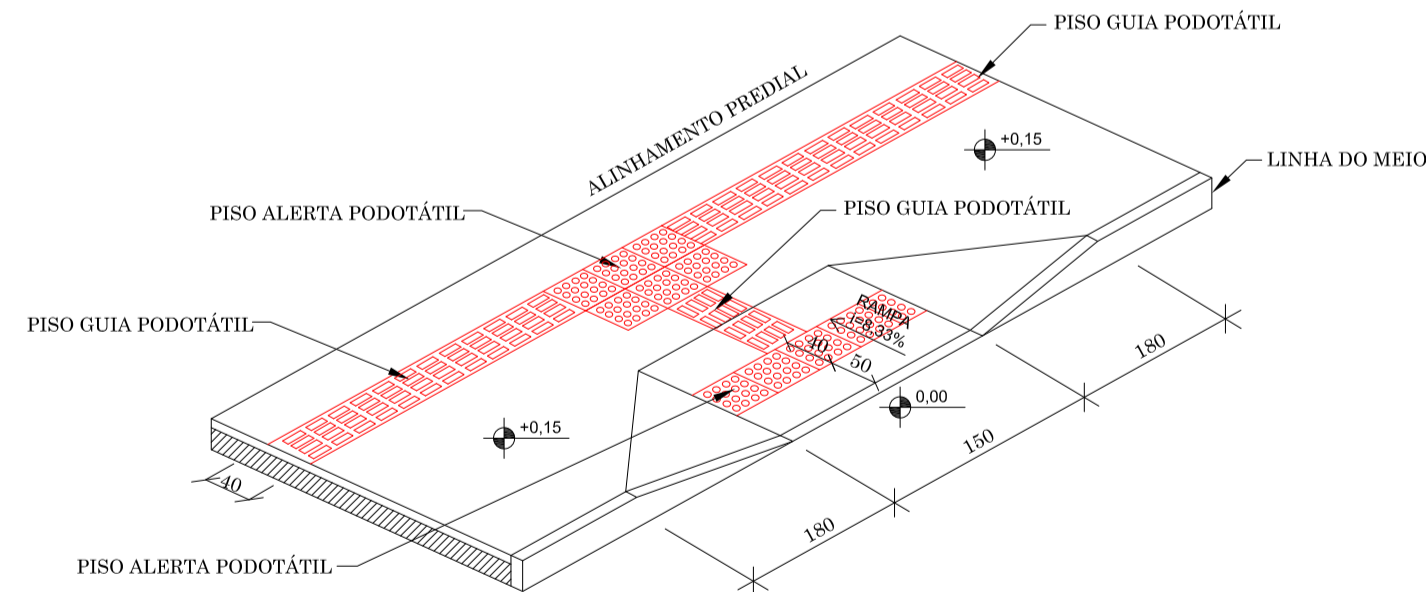 PISO GUIA PODOTÁTIL
ALINHAMENTO PREDIAL
+0,15
LINHA DO MEIO
PISO ALERTA PODOTÁTIL
PISO GUIA PODOTÁTIL
RAMPA
i=8,33%
PISO GUIA PODOTÁTIL
40
50
180
0,00
+0,15
150
40
180
PISO ALERTA PODOTÁTIL